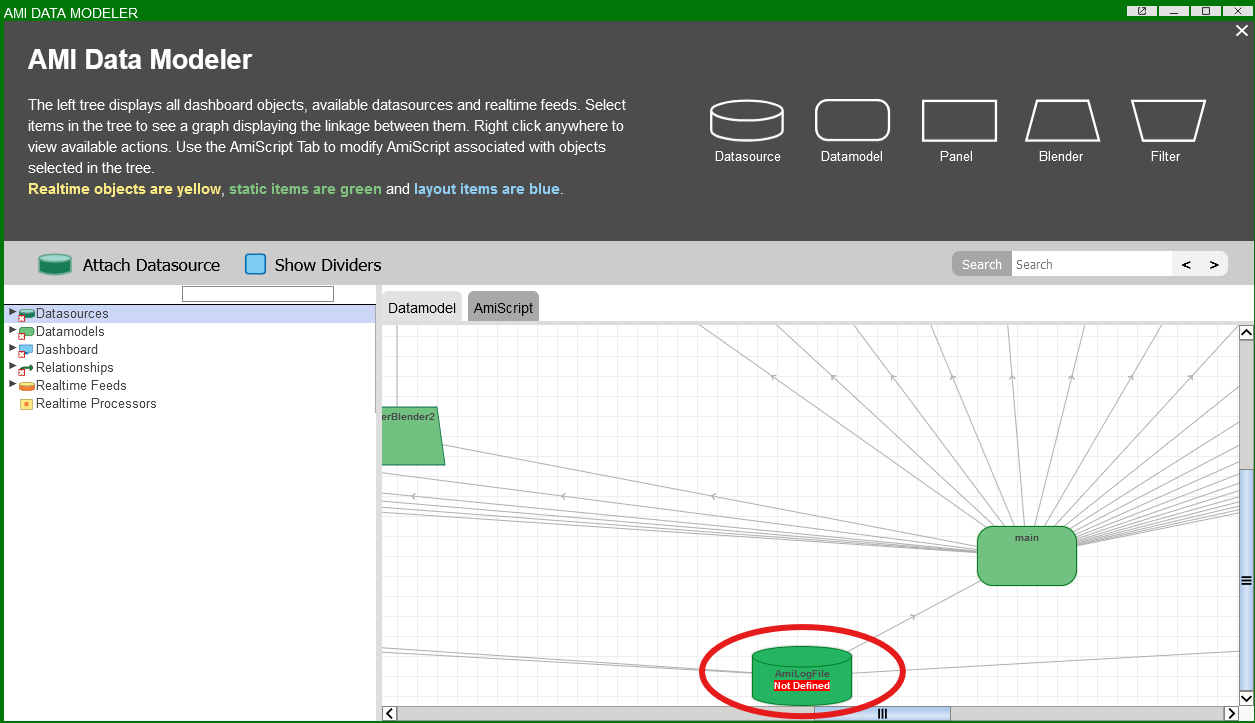 AMI DATA MODELER
AMI Data Modeler
The left tree displays all dashboard objects, available datasources and realtime feeds. Select
items in the tree to see a graph displaying the linkage between them. Right click anywhere to
view available actions. Use the AmiScript Tab to modify AmiScript associated with objects
selected in the tree.
Realtime objects are yellow, static items are green and layout items are blue.
Datasource
Datamodel
Panel
Blender
Filter
Attach Datasource
Show Dividers
Search
Search
< >
Datasources
Datamodels
Dashboard
Relationships
Realtime Feeds
Realtime Processors
Datamodel
AmiScript
erBlender2
main
AmiLogFile
Not Defined